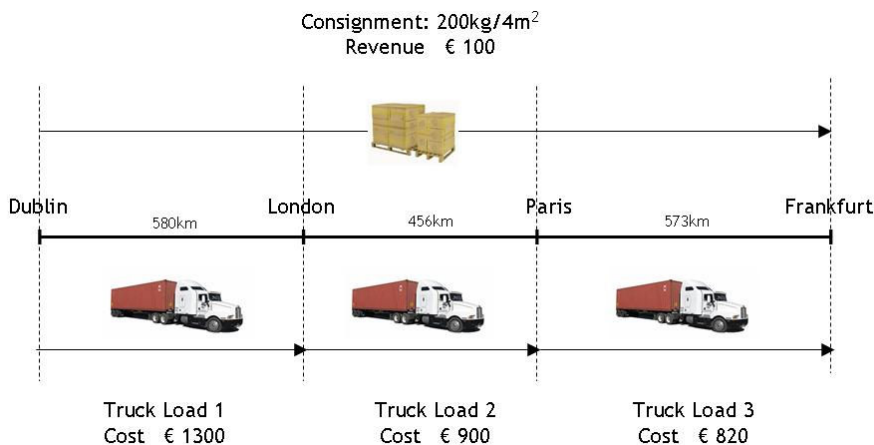 Consignment: 200kg/4m²
Revenue € 100
Dublin London Paris Frankfurt
580km 456km 573km
Truck Load 1 Truck Load 2 Truck Load 3
Cost € 1300 Cost € 900 Cost € 820